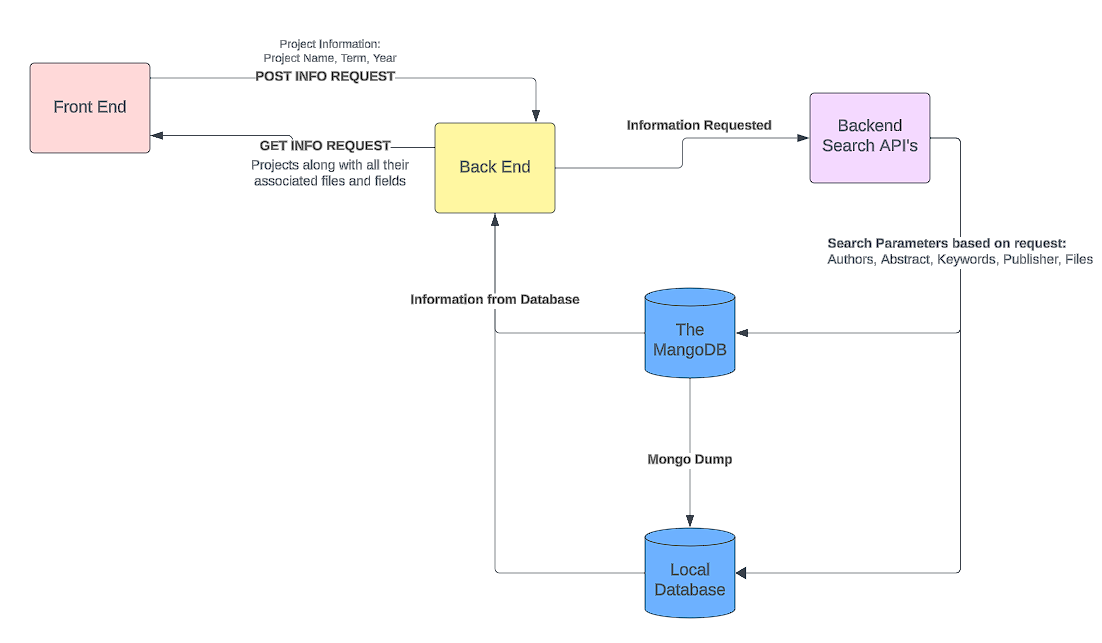 Project Information:
Project Name, Term, Year
POST INFO REQUEST
Front End
GET INFO REQUEST
Projects along with all their
associated files and fields
Back End
Information Requested
Backend
Search API's
Search Parameters based on request:
Authors, Abstract, Keywords, Publisher, Files
Information from Database
The
MangoDB
Mongo Dump
Local
Database